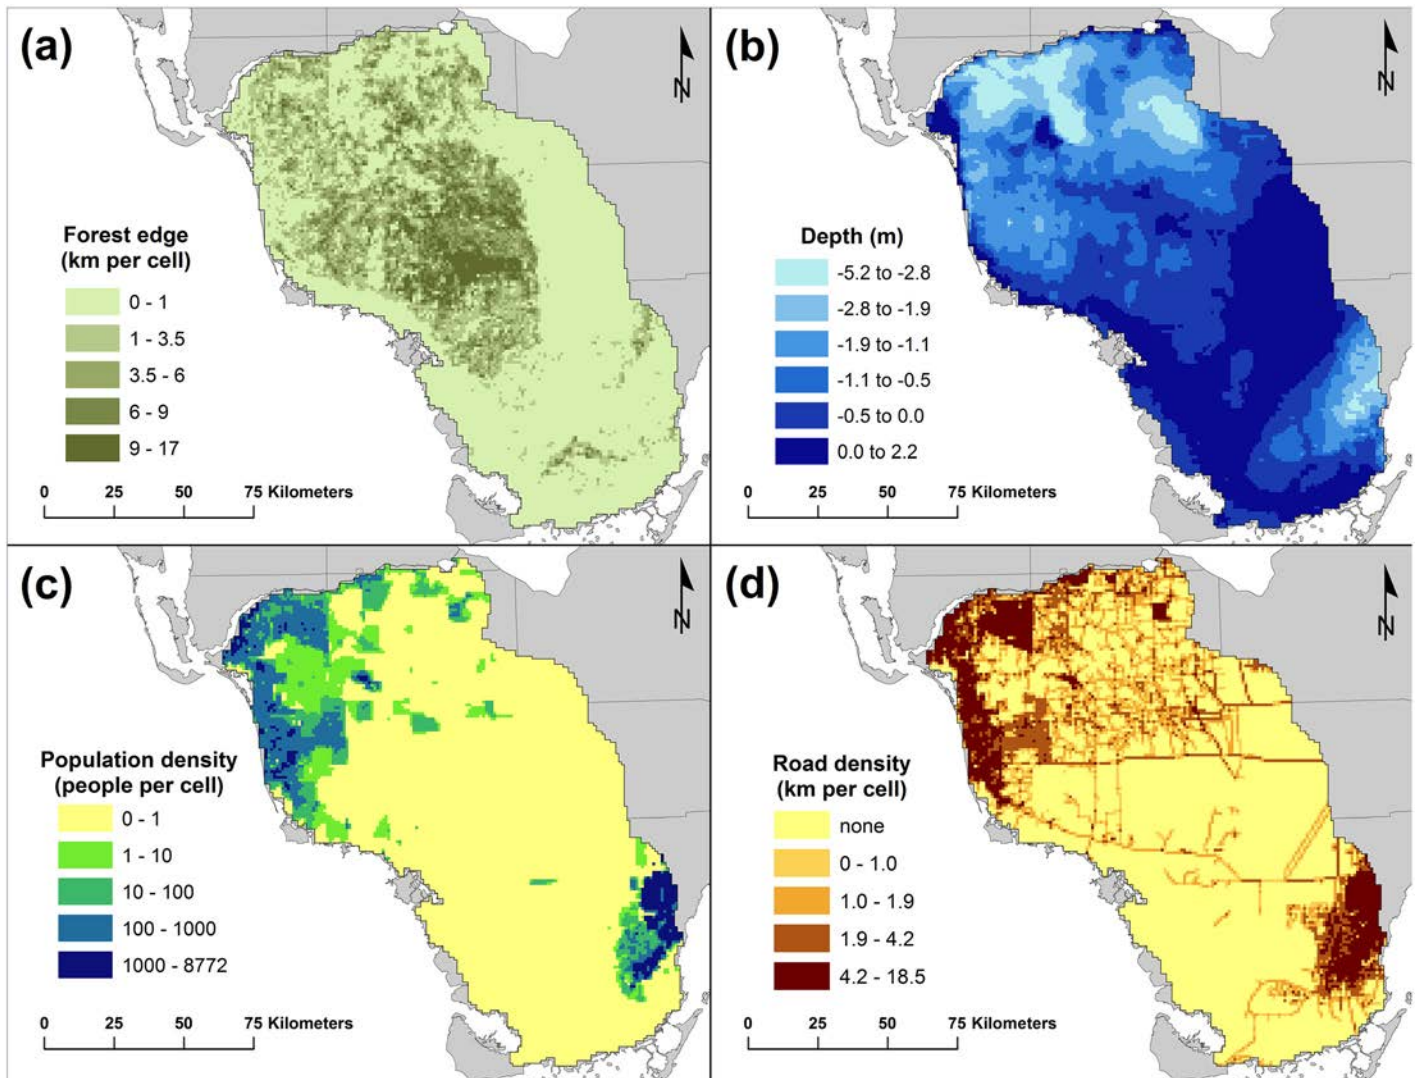 (a)
N
Forest edge
(km per cell)
0 - 1
1 - 3.5
3.5 - 6
6 - 9
9 - 17
0 25 50 75 Kilometers
(b)
N
Depth (m)
-5.2 to -2.8
-2.8 to -1.9
-1.9 to -1.1
-1.1 to -0.5
-0.5 to 0.0
0.0 to 2.2
0 25 50 75 Kilometers
(c)
N
Population density
(people per cell)
0 - 1
1 - 10
10 - 100
100 - 1000
1000 - 8772
0 25 50 75 Kilometers
(d)
N
Road density
(km per cell)
none
0 - 1.0
1.0 - 1.9
1.9 - 4.2
4.2 - 18.5
0 25 50 75 Kilometers